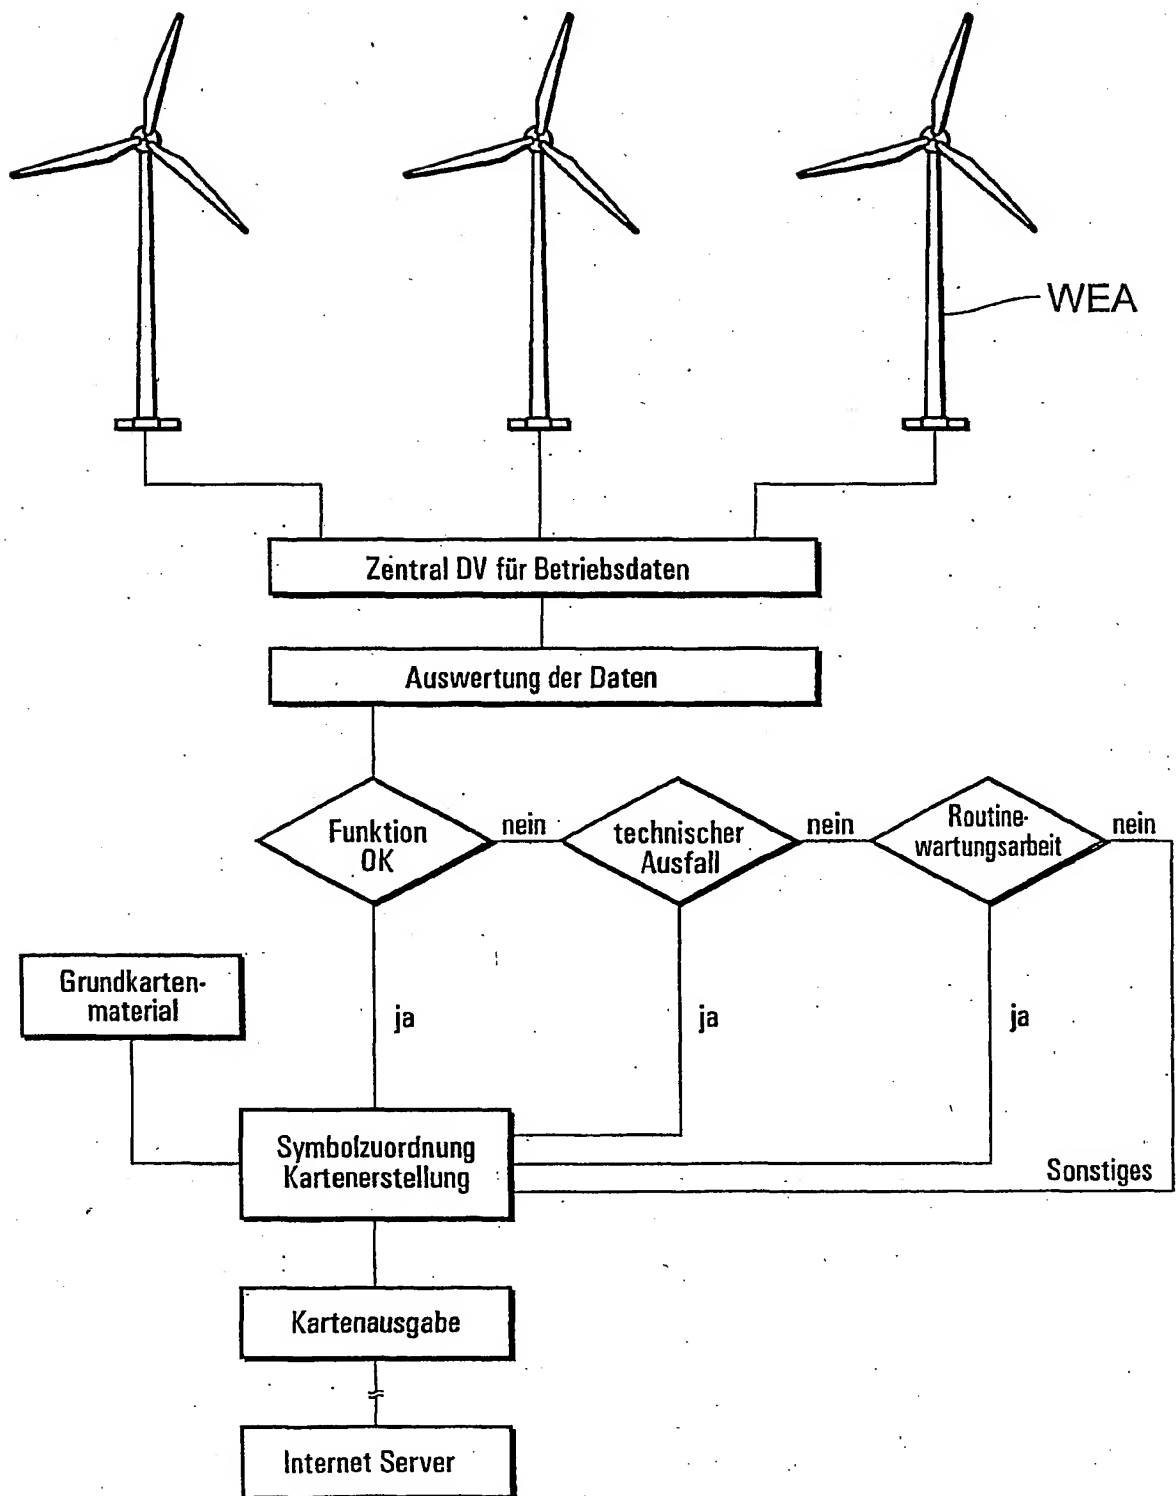 WEA
Zentral DV für Betriebsdaten
Auswertung der Daten
Funktion
OK
nein
technischer
Ausfall
nein
Routine-
wartungsarbeit
nein
Grundkarten-
material
ja
ja
ja
Symbolzuordnung
Kartenerstellung
Sonstiges
Kartenausgabe
Internet Server